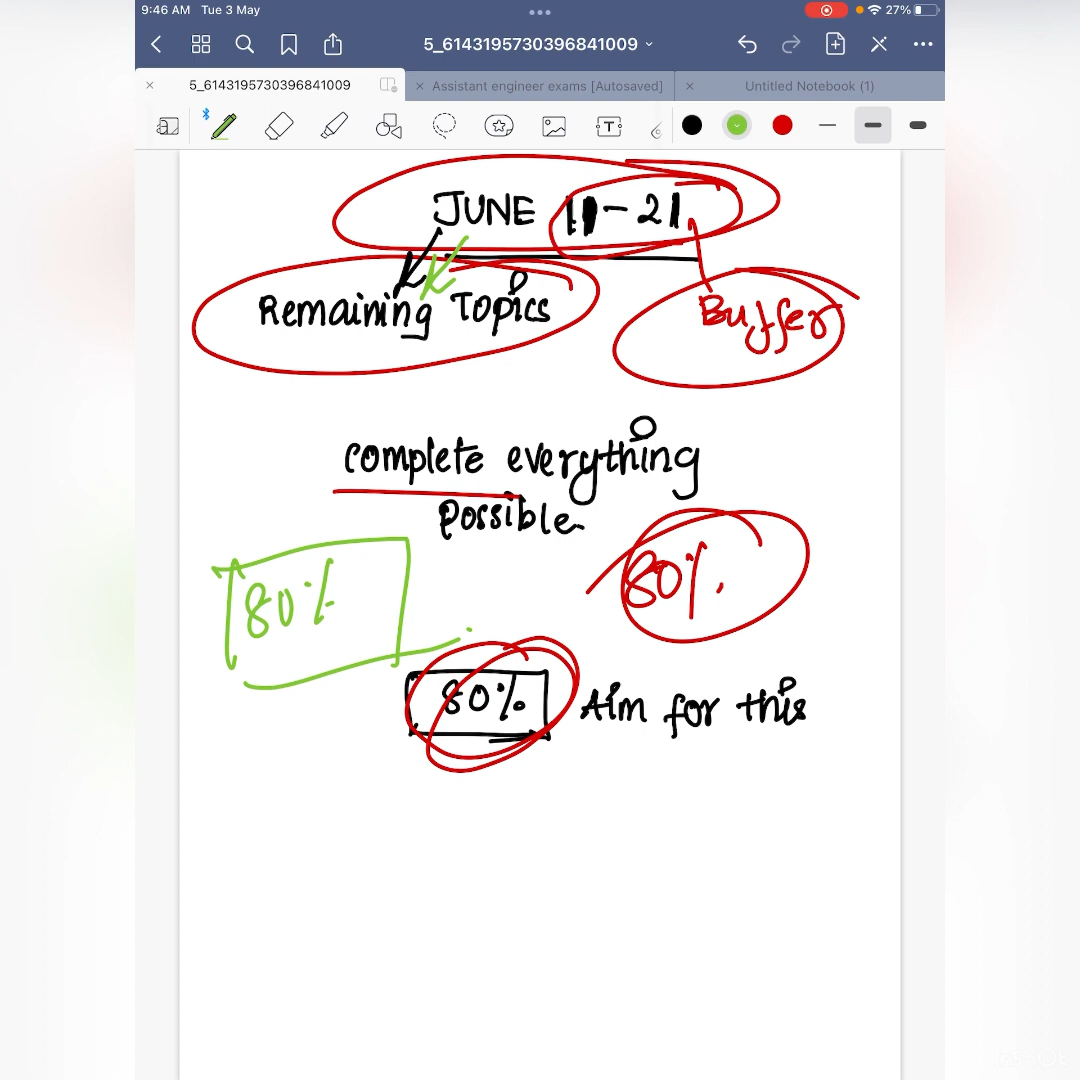 9:46 AM Tue 3 May
27%
5_6143195730396841009
5_6143195730396841009
Assistant engineer exams [Autosaved]
Untitled Notebook (1)
JUNE 11-21
Remaining Topics
Buffer
complete everything
possible
80%
80%
80% Aim for this